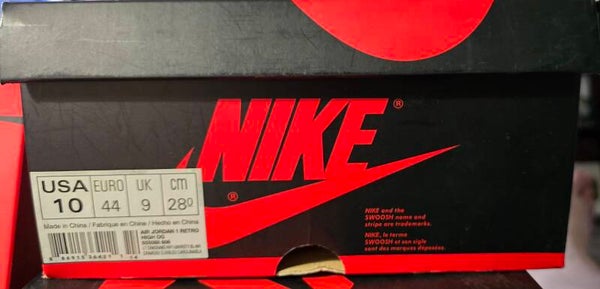 NIKE®
®
USA EURO UK CM
10 44 9 28⁰
Made in China / Fabrique en Chine / Hecho en China
AIR JORDAN 1 RETRO
HIGH OG
NIKE and the
SWOOSH name and
stripe are trademarks.
NIKE, le terme
SWOOSH et son sigle
sont des marques déposées.